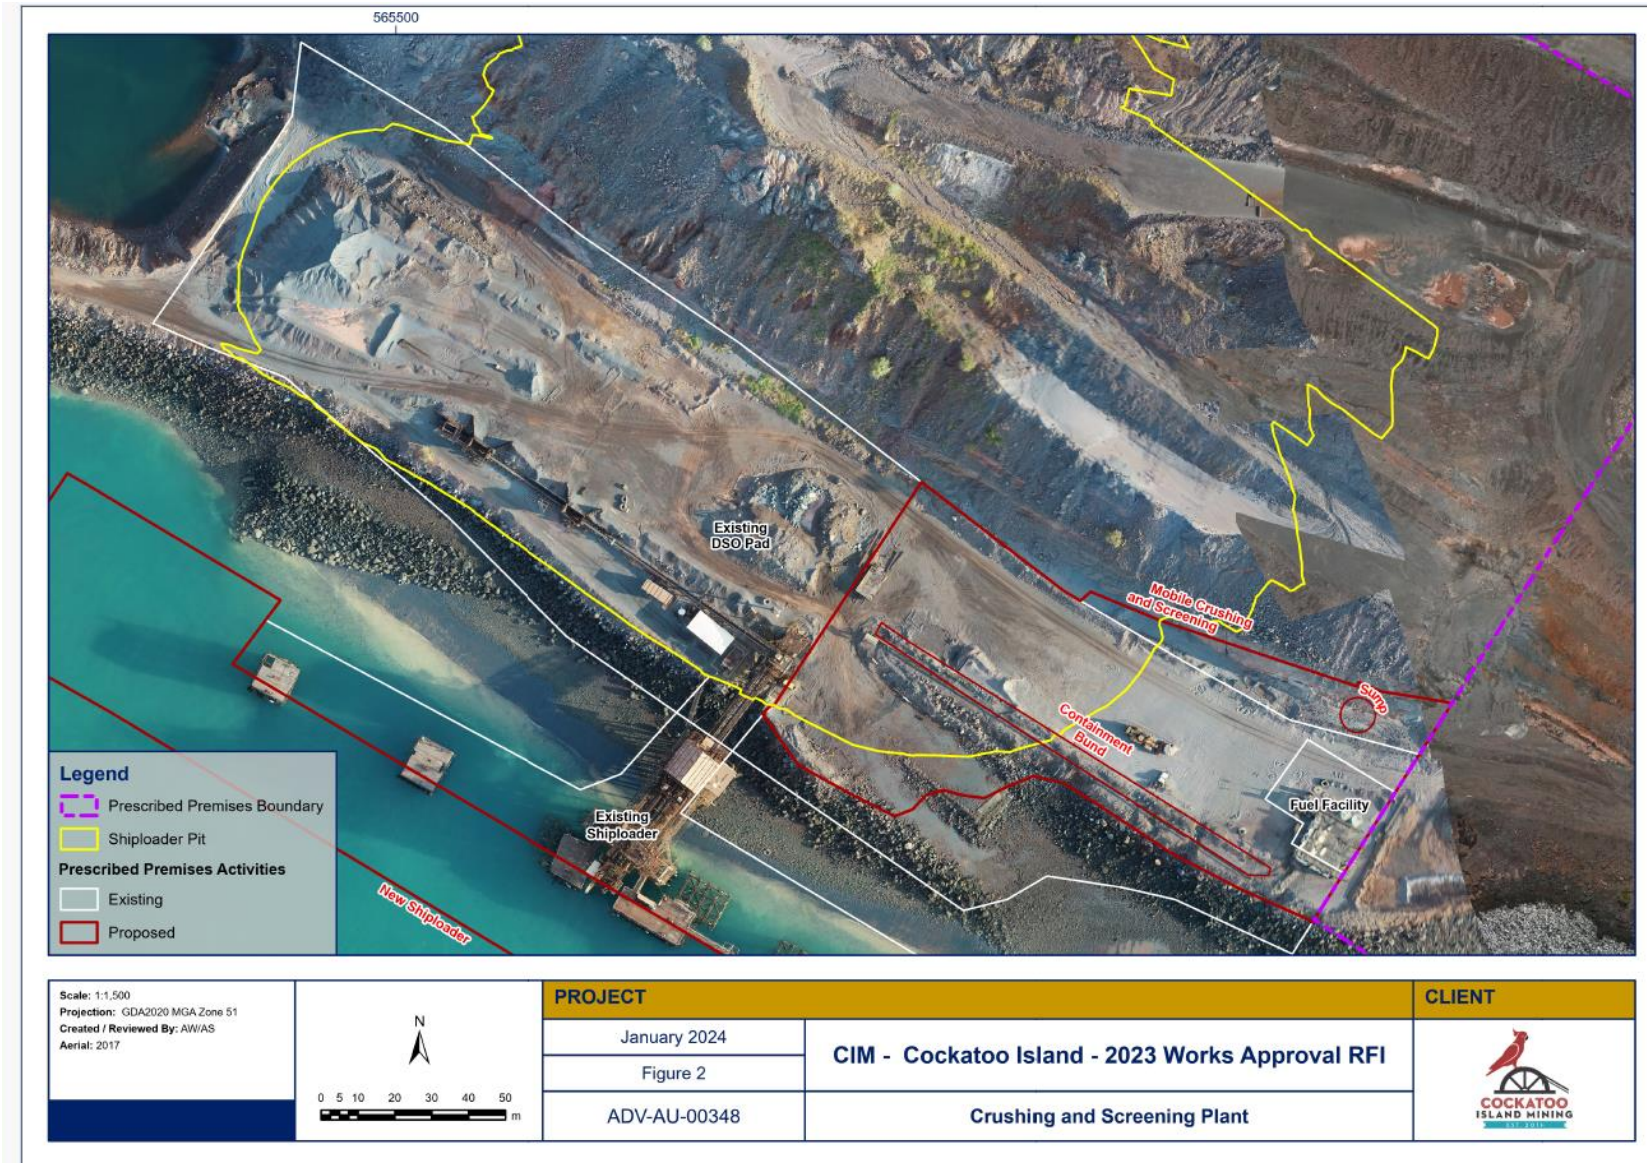 565500
Existing
DSO Pad
Mobile Crushing
and Screening
Sump
Containment
Bund
Fuel Facility
Existing
Shiploader
New Shiploader
Legend
Prescribed Premises Boundary
Shiploader Pit
Prescribed Premises Activities
Existing
Proposed
Scale: 1:1,500
Projection: GDA2020 MGA Zone 51
Created / Reviewed By: AW/AS
Aerial: 2017
N
0 5 10 20 30 40 50
m
PROJECT
January 2024
Figure 2
ADV-AU-00348
CIM - Cockatoo Island - 2023 Works Approval RFI
Crushing and Screening Plant
CLIENT
COCKATOO
ISLAND MINING
EST. 2011